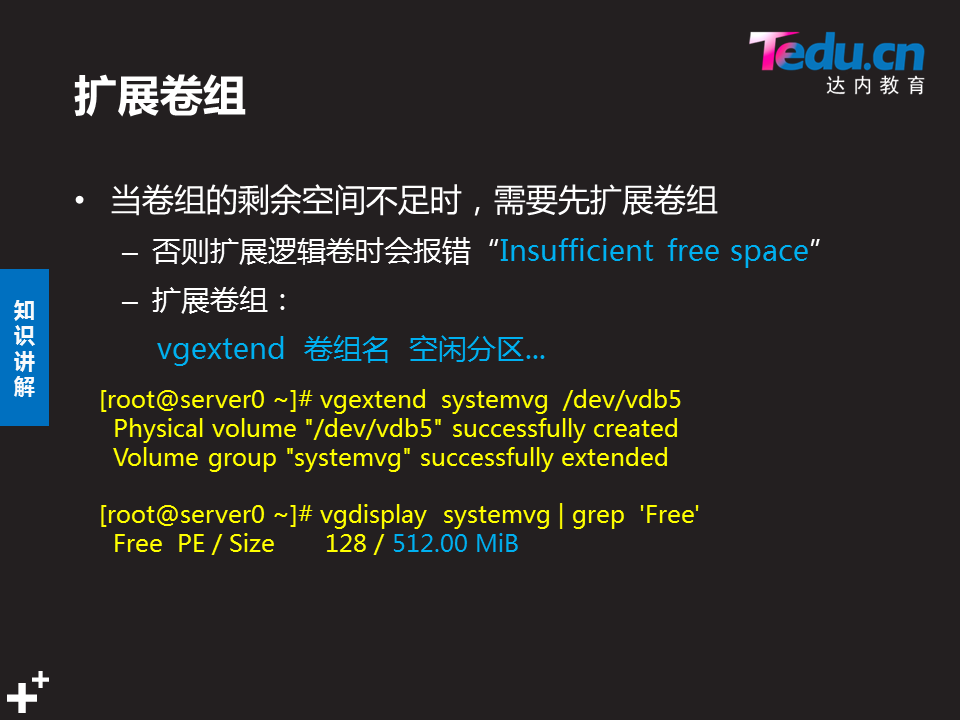 Tedu.cn
达内教育
扩展卷组
• 当卷组的剩余空间不足时，需要先扩展卷组
– 否则扩展逻辑卷时会报错“Insufficient free space”
– 扩展卷组：
vgextend 卷组名 空闲分区...
知识讲解
[root@server0 ~]# vgextend systemvg /dev/vdb5
Physical volume "/dev/vdb5" successfully created
Volume group "systemvg" successfully extended
[root@server0 ~]# vgdisplay systemvg | grep 'Free'
Free PE / Size 128 / 512.00 MiB